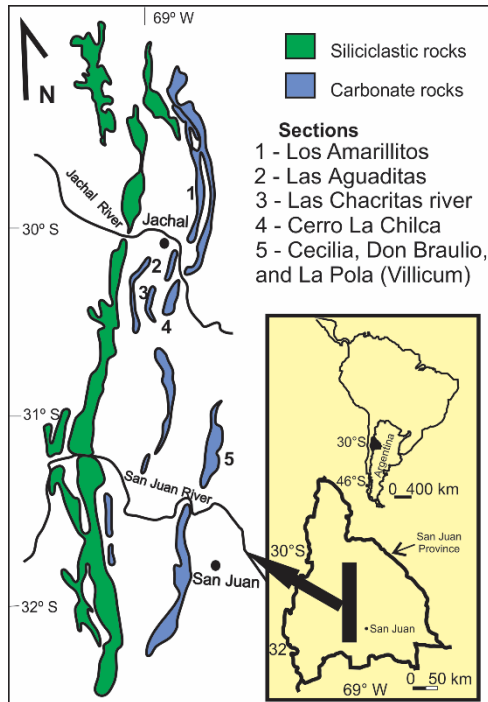 69° W
N
Siliciclastic rocks
Carbonate rocks
Sections
1 - Los Amarillitos
2 - Las Aguaditas
3 - Las Chacritas river
4 - Cerro La Chilca
5 - Cecilia, Don Braulio,
and La Pola (Villicum)
1
Jachal River
Jachal
30° S
2
3
4
31° S
5
San Juan River
San Juan
32° S
30°S
Argentina
46°S
0 400 km
San Juan
Province
30°S
San Juan
32
0 50 km
69° W